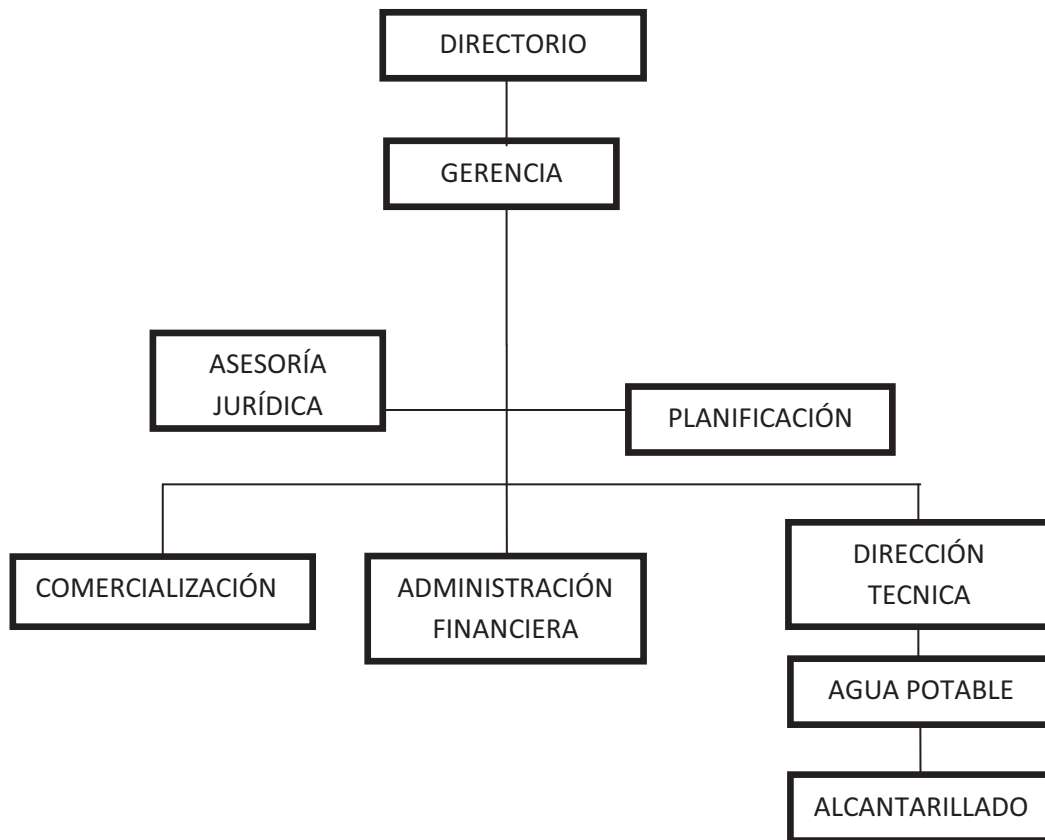 DIRECTORIO
GERENCIA
ASESORÍA
JURÍDICA
PLANIFICACIÓN
COMERCIALIZACIÓN
ADMINISTRACIÓN
FINANCIERA
DIRECCIÓN
TECNICA
AGUA POTABLE
ALCANTARILLADO